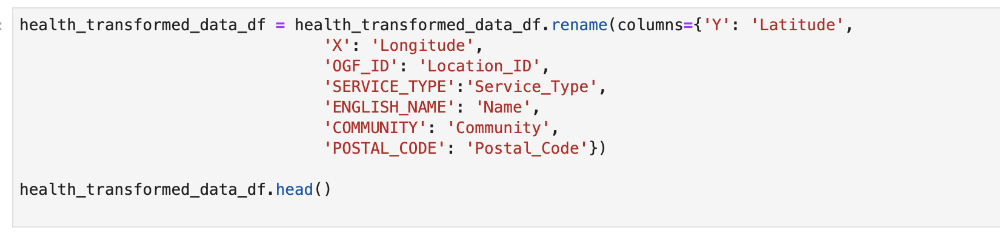 health_transformed_data_df = health_transformed_data_df.rename(columns={'Y': 'Latitude',
'X': 'Longitude',
'OGF_ID': 'Location_ID',
'SERVICE_TYPE':'Service_Type',
'ENGLISH_NAME': 'Name',
'COMMUNITY': 'Community',
'POSTAL_CODE': 'Postal_Code'})
health_transformed_data_df.head()